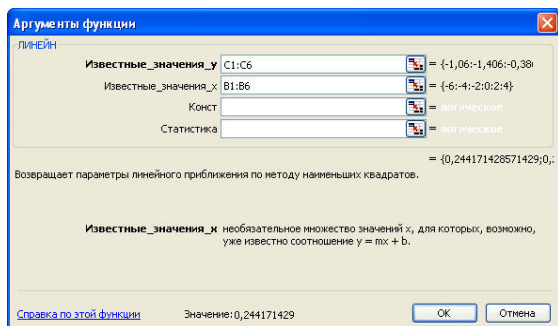 Аргументы функции
ЛИНЕЙН
Известные_значения_y C1:C6 = {-1,06:-1,406:-0,38
Известные_значения_x B1:B6 = {-6:-4:-2:0:2:4}
Конст = логическое
Статистика = логическое
= {0,244171428571429;0,
Возвращает параметры линейного приближения по методу наименьших квадратов.
Известные_значения_x необязательное множество значений x, для которых, возможно,
уже известно соотношение y = mx + b.
Справка по этой функции Значение:0,244171429 OK Отмена